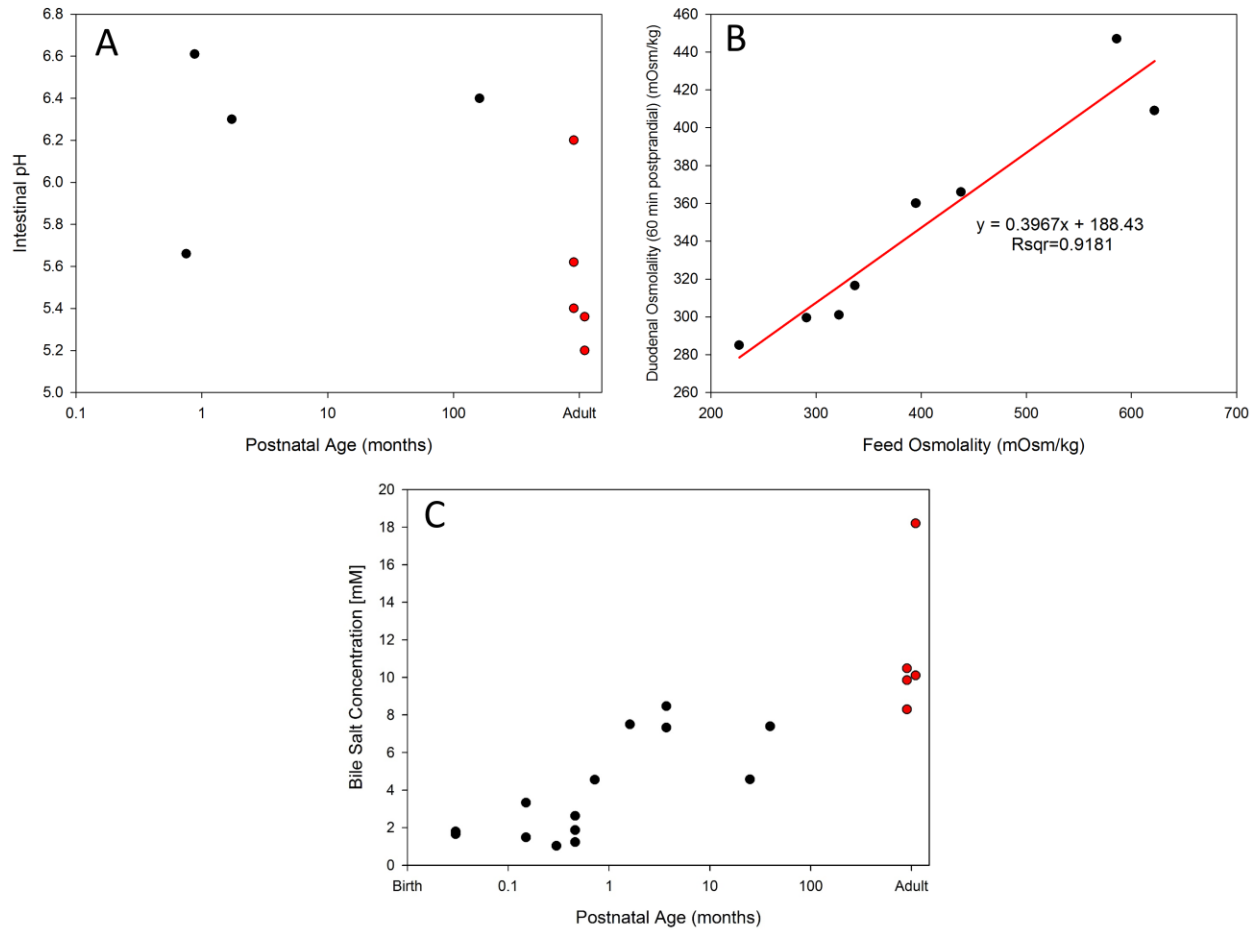 A
Intestinal pH
6.8
6.6
6.4
6.2
6.0
5.8
5.6
5.4
5.2
5.0
0.1 1 10 100 Adult
Postnatal Age (months)
B
Duodenal Osmolality (60 min postprandial) (mOsm/kg)
460
440
420
400
380
360
340
320
300
280
260
y = 0.3967x + 188.43
Rsqr=0.9181
200 300 400 500 600 700
Feed Osmolality (mOsm/kg)
C
Bile Salt Concentration [mM]
20
18
16
14
12
10
8
6
4
2
0
Birth 0.1 1 10 100 Adult
Postnatal Age (months)